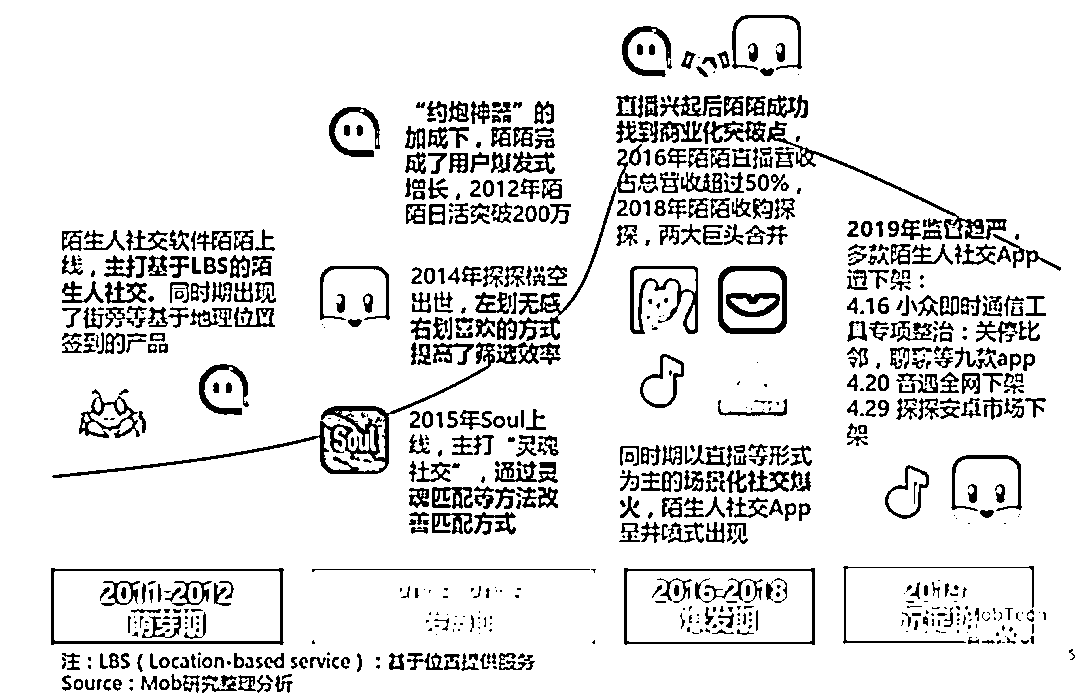 陌生人社交软件陌陌上
线，主打基于LBS的陌
生人社交。同时期出现
了街旁等基于地理位置
签到的产品
“约炮神器”的
加成下，陌陌完
成了用户爆发式
增长，2012年陌
陌日活突破200万
2014年探探横空
出世，左划无感
右划喜欢的方式
提高了筛选效率
Soul
2015年Soul上
线，主打“灵魂
社交”，通过灵
魂匹配等方法改
善匹配方式
直播兴起后陌陌成功
找到商业化突破点，
2016年陌陌直播营收
占总营收超过50%，
2018年陌陌收购探
探，两大巨头合并
同时期以直播等形式
为主的场景化社交爆
火，陌生人社交App
呈井喷式出现
2019年监管趋严，
多款陌生人社交App
遭下架：
4.16 小众即时通信工
具专项整治：关停比
邻，聊聊等九款app
4.20 音遇全网下架
4.29 探探安卓市场下
架
2011-2012
萌芽期
2016-2018
爆发期
2019
MobTech
注：LBS（Location-based service）：基于位置提供服务
Source：Mob研究整理分析
5